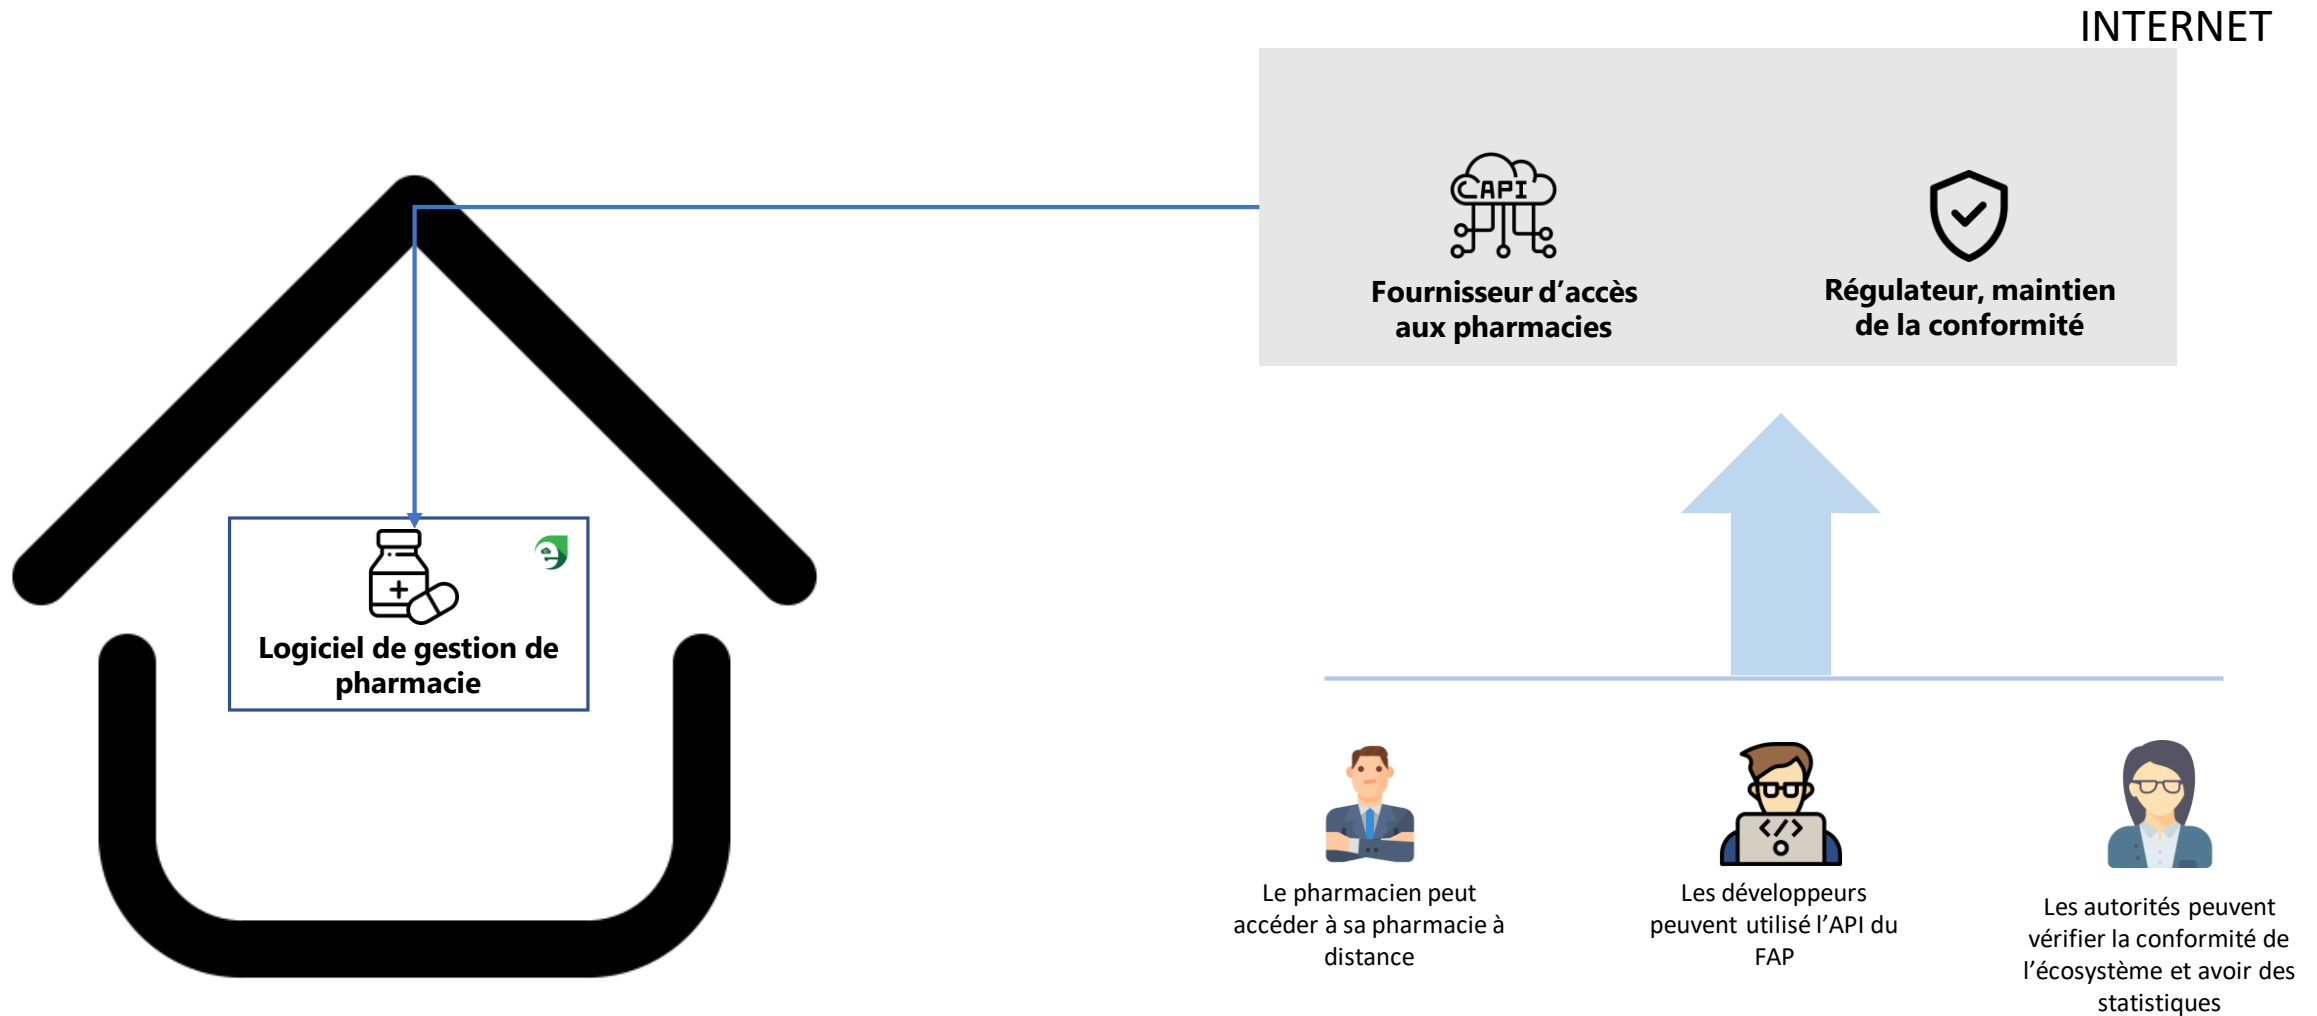 INTERNET
API
Fournisseur d’accès
aux pharmacies
Régulateur, maintien
de la conformité
Logiciel de gestion de
pharmacie
Le pharmacien peut
accéder à sa pharmacie à
distance
Les développeurs
peuvent utilisé l’API du
FAP
Les autorités peuvent
vérifier la conformité de
l’écosystème et avoir des
statistiques